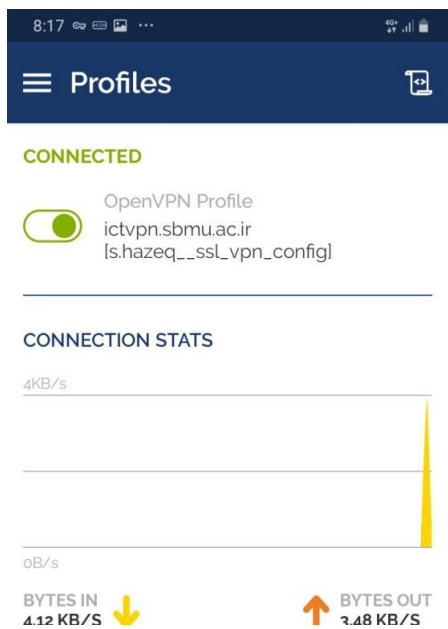 8:17 ...
4G+
Profiles
CONNECTED
OpenVPN Profile
ictvpn.sbmu.ac.ir
[s.hazeq__ssl_vpn_config]
CONNECTION STATS
4KB/s
0B/s
BYTES IN
4.12 KB/S
BYTES OUT
3.48 KB/S